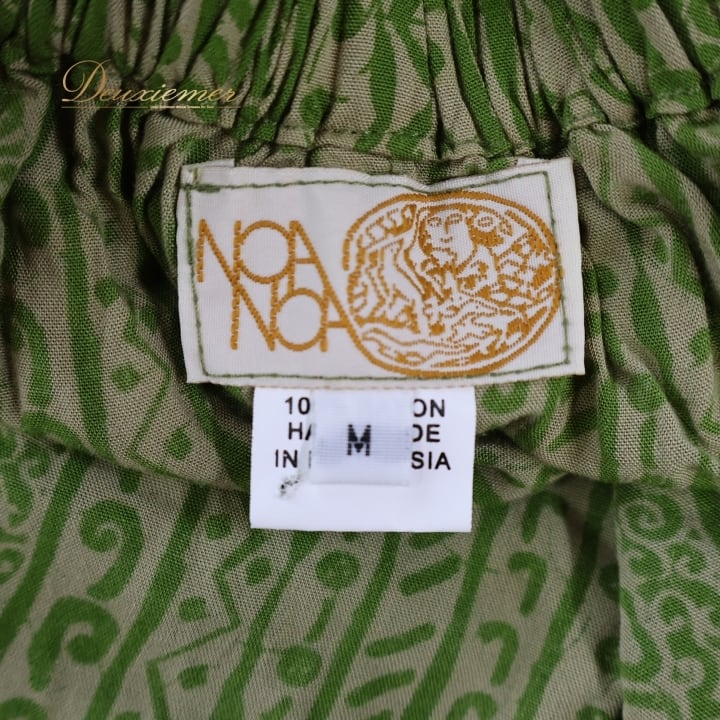 Deuxiemer
NOA
NOA
10 ON
HA DE
M
IN SIA